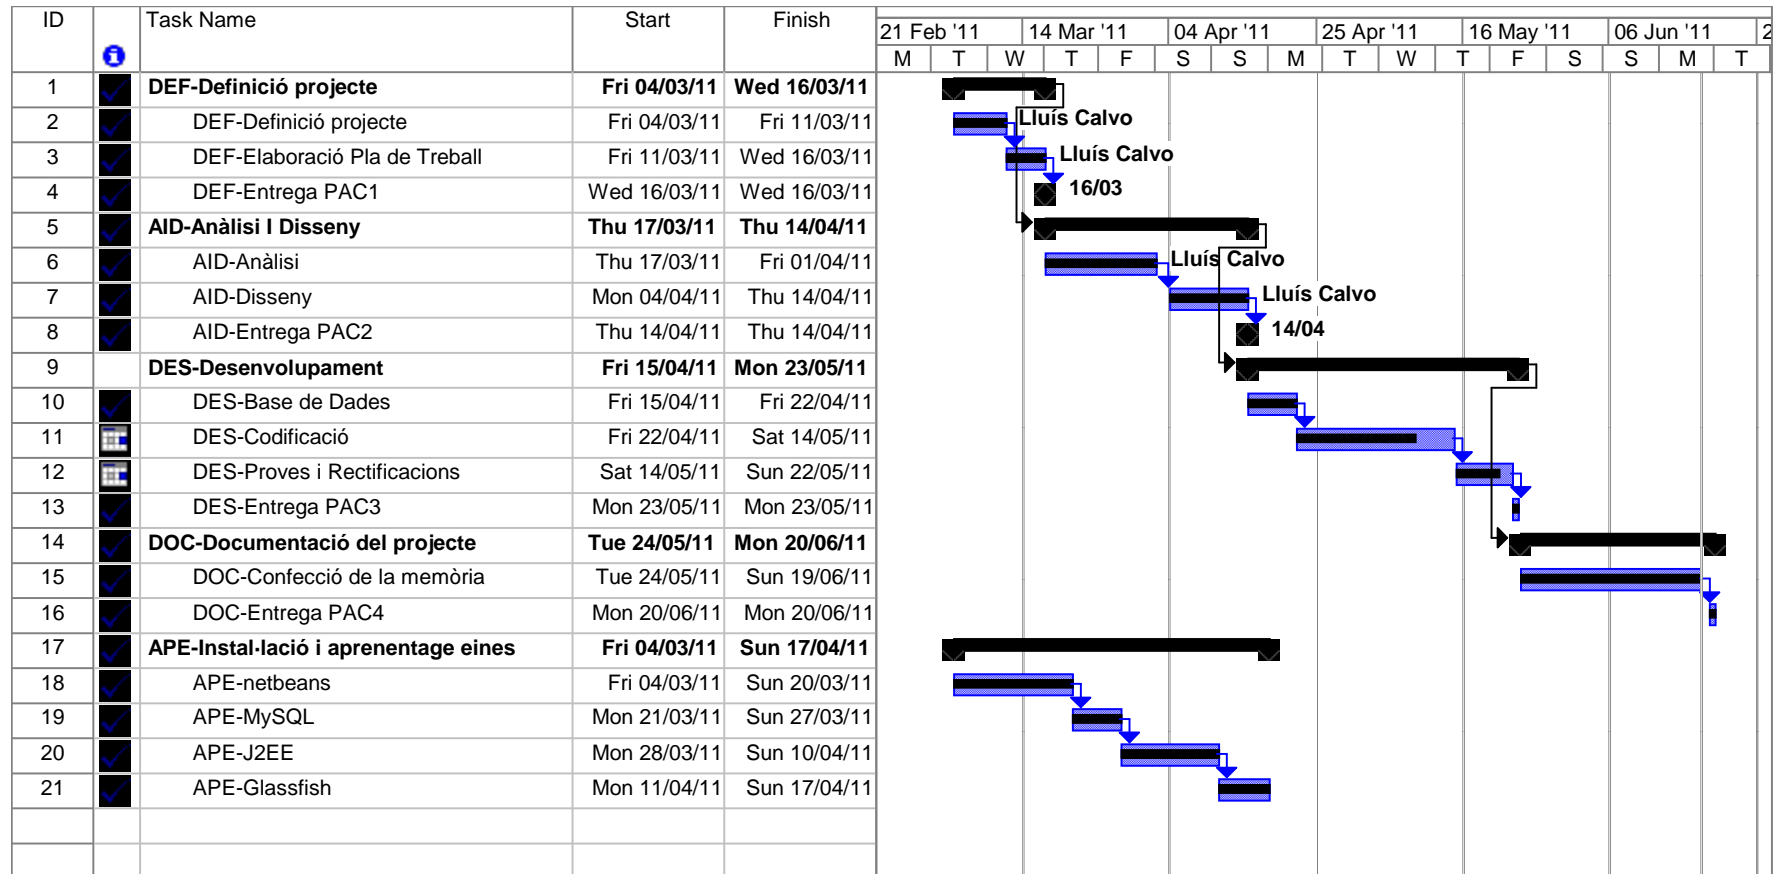 ID Task Name Start Finish
21 Feb '11 14 Mar '11 04 Apr '11 25 Apr '11 16 May '11 06 Jun '11 2
M T W T F S S M T W T F S S M T
1 DEF-Definició projecte Fri 04/03/11 Wed 16/03/11
2 DEF-Definició projecte Fri 04/03/11 Fri 11/03/11 Lluís Calvo
3 DEF-Elaboració Pla de Treball Fri 11/03/11 Wed 16/03/11 Lluís Calvo
4 DEF-Entrega PAC1 Wed 16/03/11 Wed 16/03/11 16/03
5 AID-Anàlisi I Disseny Thu 17/03/11 Thu 14/04/11
6 AID-Anàlisi Thu 17/03/11 Fri 01/04/11 Lluís Calvo
7 AID-Disseny Mon 04/04/11 Thu 14/04/11 Lluís Calvo
8 AID-Entrega PAC2 Thu 14/04/11 Thu 14/04/11 14/04
9 DES-Desenvolupament Fri 15/04/11 Mon 23/05/11
10 DES-Base de Dades Fri 15/04/11 Fri 22/04/11
11 DES-Codificació Fri 22/04/11 Sat 14/05/11
12 DES-Proves i Rectificacions Sat 14/05/11 Sun 22/05/11
13 DES-Entrega PAC3 Mon 23/05/11 Mon 23/05/11
14 DOC-Documentació del projecte Tue 24/05/11 Mon 20/06/11
15 DOC-Confecció de la memòria Tue 24/05/11 Sun 19/06/11
16 DOC-Entrega PAC4 Mon 20/06/11 Mon 20/06/11
17 APE-Instal·lació i aprenentage eines Fri 04/03/11 Sun 17/04/11
18 APE-netbeans Fri 04/03/11 Sun 20/03/11
19 APE-MySQL Mon 21/03/11 Sun 27/03/11
20 APE-J2EE Mon 28/03/11 Sun 10/04/11
21 APE-Glassfish Mon 11/04/11 Sun 17/04/11